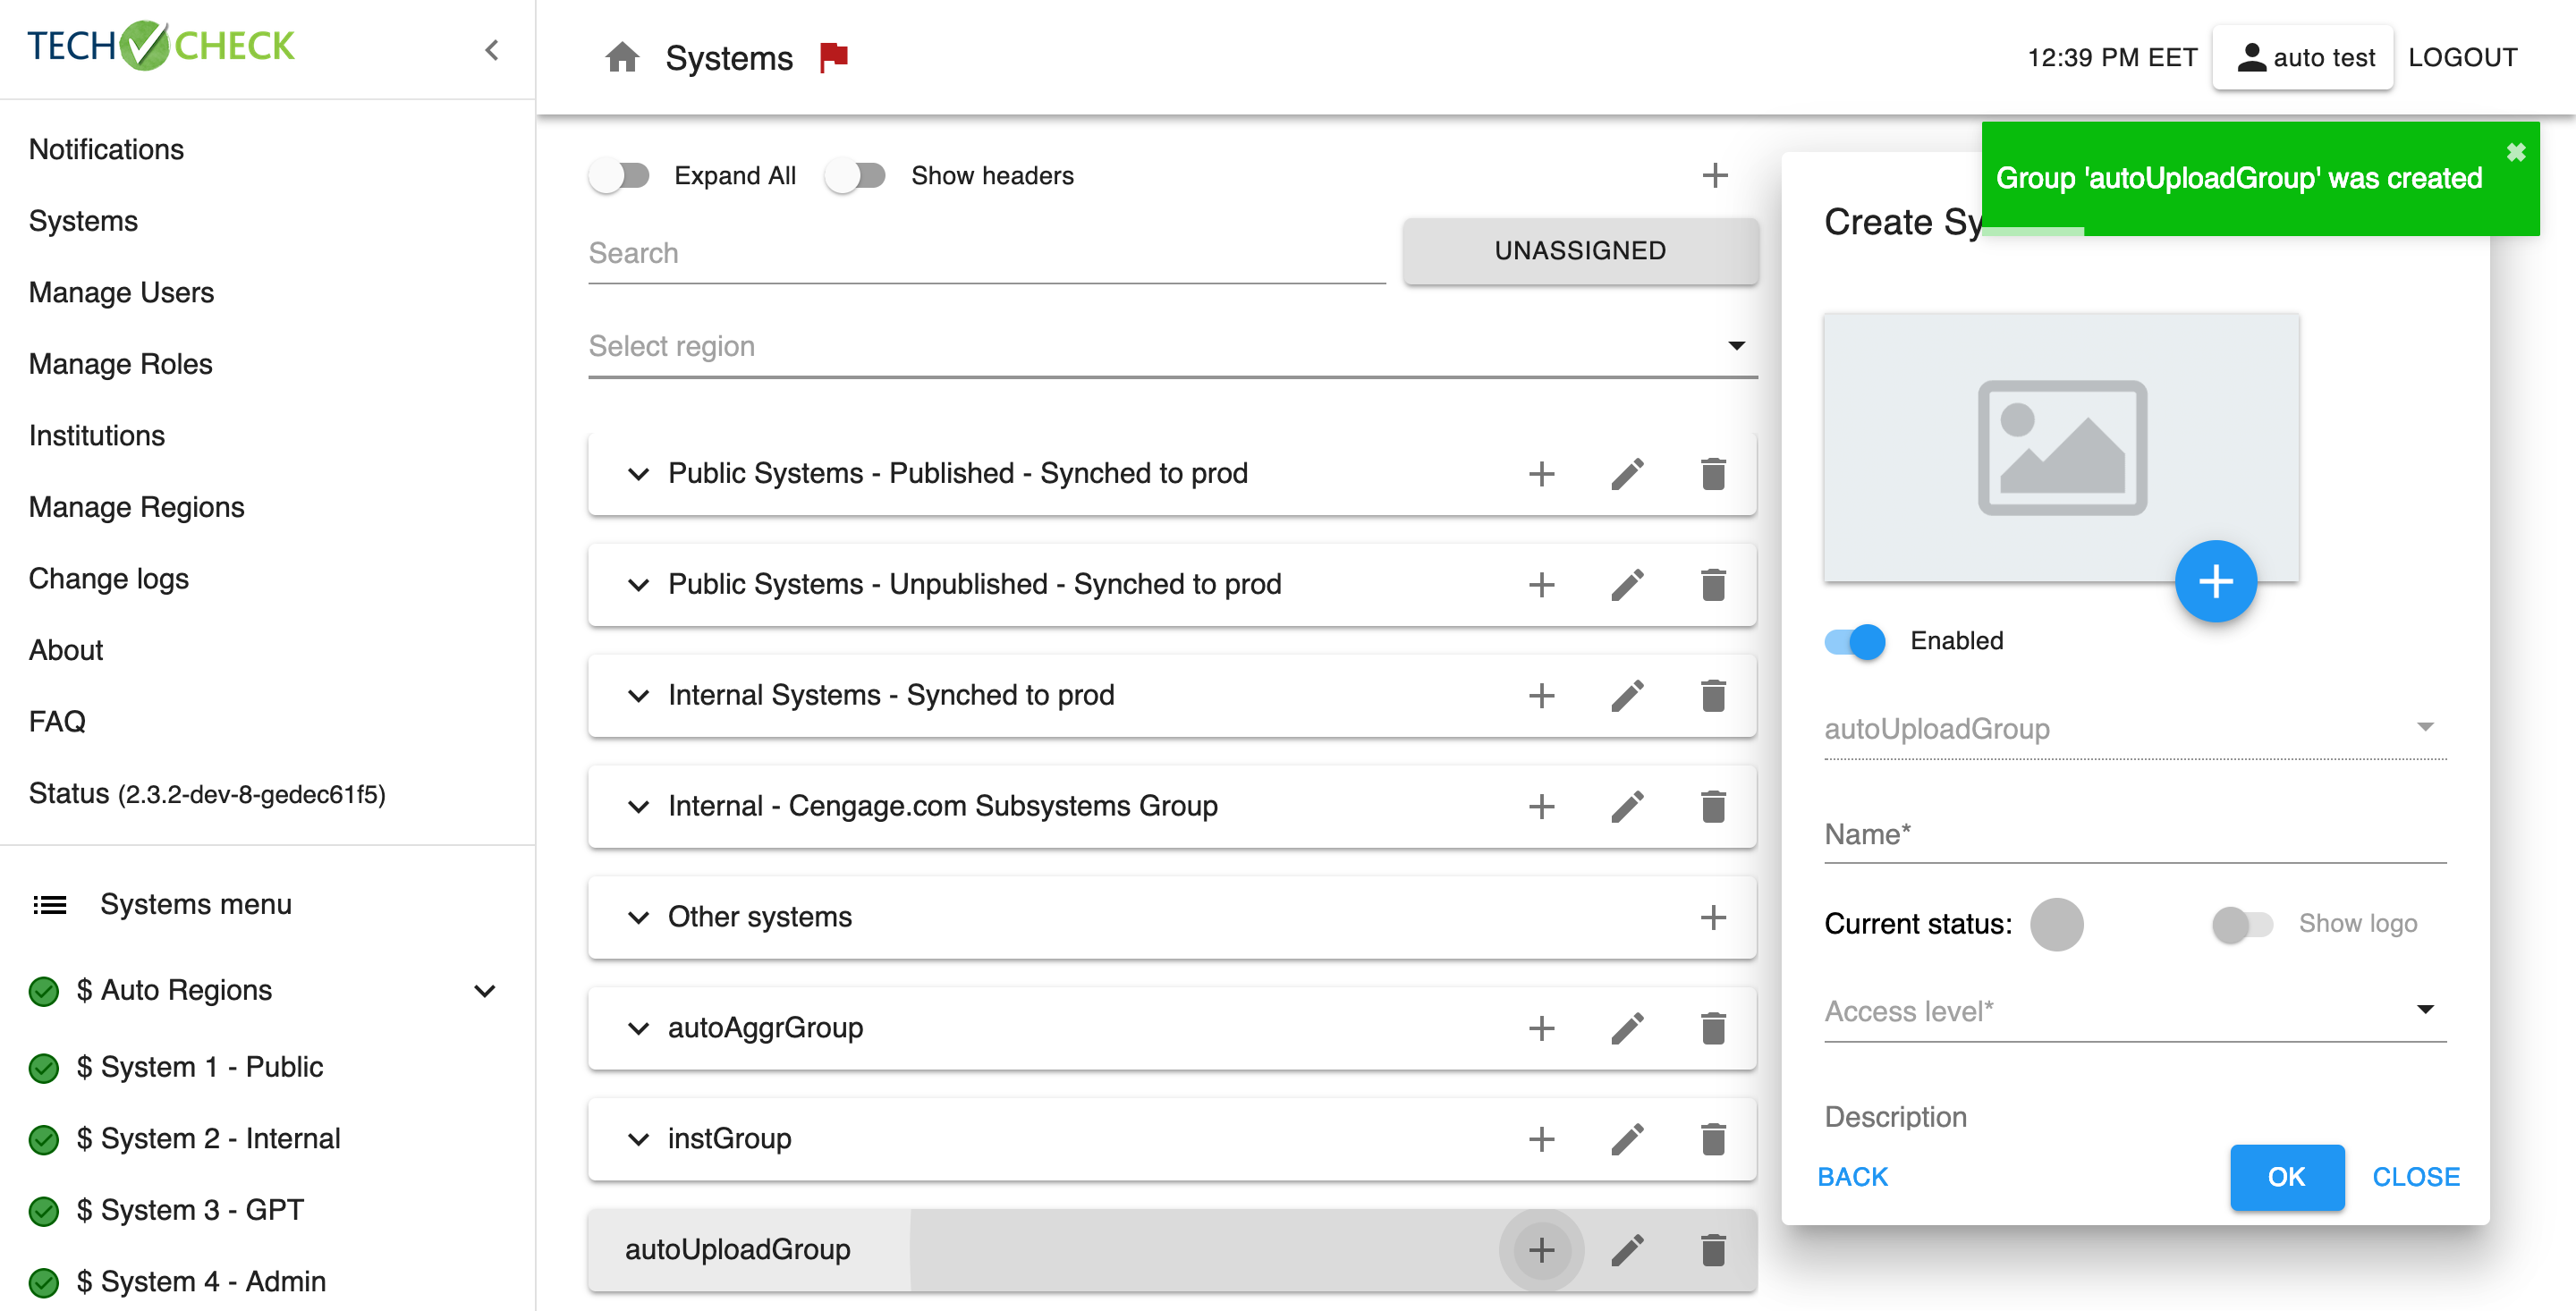 TECH CHECK
Notifications
Systems
Manage Users
Manage Roles
Institutions
Manage Regions
Change logs
About
FAQ
Status (2.3.2-dev-8-gedec61f5)
Systems menu
$ Auto Regions
$ System 1 - Public
$ System 2 - Internal
$ System 3 - GPT
$ System 4 - Admin
Systems
12:39 PM EET
auto test
LOGOUT
Expand All
Show headers
Search
UNASSIGNED
Select region
Public Systems - Published - Synched to prod
Public Systems - Unpublished - Synched to prod
Internal Systems - Synched to prod
Internal - Cengage.com Subsystems Group
Other systems
autoAggrGroup
instGroup
autoUploadGroup
Group 'autoUploadGroup' was created
Create Sy
Enabled
autoUploadGroup
Name*
Current status:
Show logo
Access level*
Description
BACK
OK
CLOSE